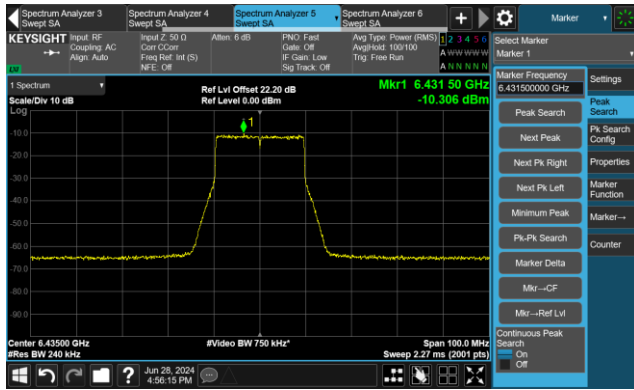 Spectrum Analyzer 3
Swept SA
Spectrum Analyzer 4
Swept SA
Spectrum Analyzer 5
Swept SA
Spectrum Analyzer 6
Swept SA
+
Marker
KEYSIGHT
Input: RF
Coupling: AC
Align: Auto
Input Z: 50 Ω
Corr CCorr
Freq Ref: Int (S)
NFE: Off
Atten: 6 dB
PNO: Fast
Gate: Off
IF Gain: Low
Sig Track: Off
Avg Type: Power (RMS)
Avg|Hold: 100/100
Trig: Free Run
1 2 3 4 5 6
A W W W W W
A N N N N N
Select Marker
Marker 1
1 Spectrum
Scale/Div 10 dB
Log
Ref Lvl Offset 22.20 dB
Ref Level 0.00 dBm
Mkr1 6.431 50 GHz
-10.306 dBm
1
-10.0
-20.0
-30.0
-40.0
-50.0
-60.0
-70.0
-80.0
-90.0
Center 6.43500 GHz
#Res BW 240 kHz
#Video BW 750 kHz*
Span 100.0 MHz
Sweep 2.27 ms (2001 pts)
Marker Frequency
6.431500000 GHz
Peak Search
Next Peak
Next Pk Right
Next Pk Left
Minimum Peak
Pk-Pk Search
Marker Delta
Mkr→CF
Mkr→Ref Lvl
Continuous Peak
Search
On
Off
Settings
Peak
Search
Pk Search
Config
Properties
Marker
Function
Marker→
Counter
?
Jun 28, 2024
4:56:15 PM